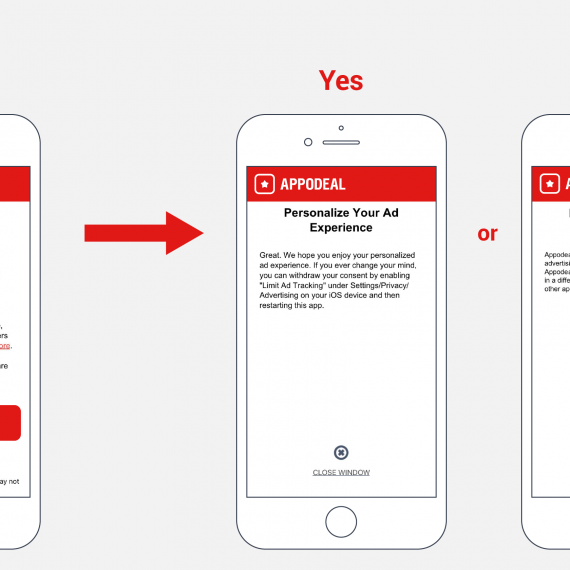 Yes
APPODEAL
Personalize Your Ad
Experience
Great. We hope you enjoy your personalized
ad experience. If you ever change your mind,
you can withdraw your consent by enabling
"Limit Ad Tracking" under Settings/Privacy/
Advertising on your iOS device and then
restarting this app.
CLOSE WINDOW
or
ore.
are
ay not
Appodea
advertisi
Appodea
in a diffe
other ap